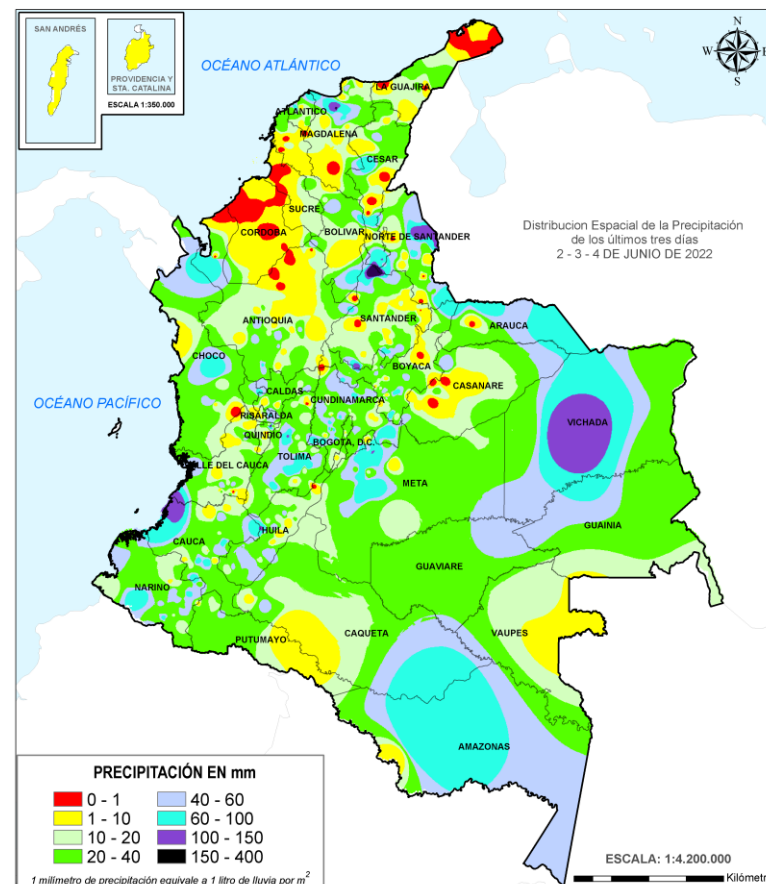 SAN ANDRÉS
PROVIDENCIA Y
STA. CATALINA
ESCALA 1:350.000
OCÉANO ATLÁNTICO
N
W
E
S
LA GUAJIRA
ATLANTICO
MAGDALENA
CESAR
SUCRE
CORDOBA
BOLIVAR
NORTE DE SANTANDER
Distribucion Espacial de la Precipitación
de los últimos tres días
2 - 3 - 4 DE JUNIO DE 2022
ANTIOQUIA
SANTANDER
ARAUCA
CHOCO
BOYACA
CASANARE
OCÉANO PACÍFICO
CALDAS
CUNDINAMARCA
RISARALDA
VICHADA
QUINDIO
BOGOTA, D.C.
TOLIMA
VALLE DEL CAUCA
META
GUAINIA
HUILA
CAUCA
GUAVIARE
NARINO
PUTUMAYO
CAQUETA
VAUPES
AMAZONAS
PRECIPITACIÓN EN mm
0 - 1
40 - 60
1 - 10
60 - 100
10 - 20
100 - 150
20 - 40
150 - 400
1 milímetro de precipitación equivale a 1 litro de lluvia por m2
ESCALA: 1:4.200.000
Kilómetr